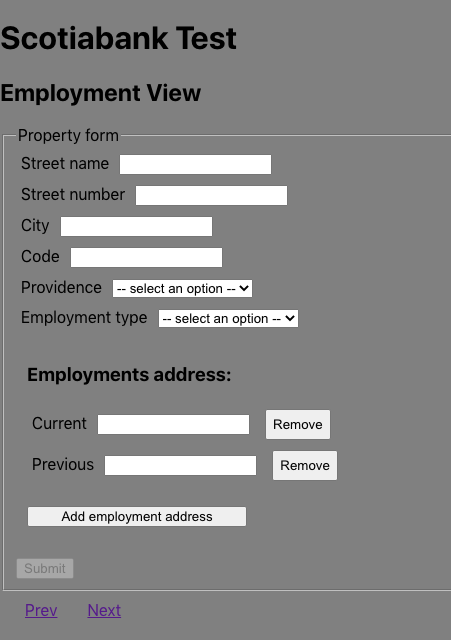 Scotiabank Test
Employment View
Property form
Street name
Street number
City
Code
Providence -- select an option --
Employment type -- select an option --
Employments address:
Current Remove
Previous Remove
Add employment address
Submit
Prev Next